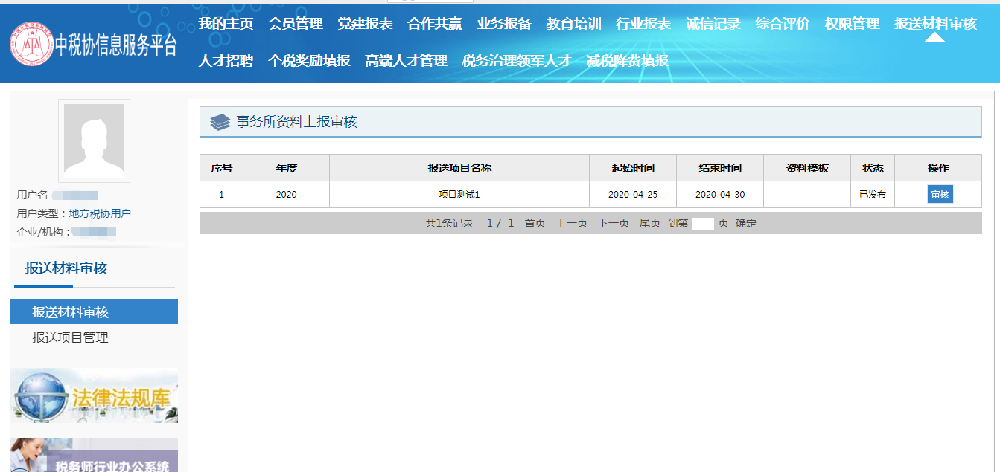 中税协信息服务平台
我的主页 会员管理 党建报表 合作共赢 业务报备 教育培训 行业报表 诚信记录 综合评价 权限管理 报送材料审核
人才招聘 个税奖励填报 高端人才管理 税务治理领军人才 减税降费填报
用户名
用户类型：地方税协用户
企业/机构：
报送材料审核
报送材料审核
报送项目管理
法律法规库
税务师行业办公系统
事务所资料上报审核
序号 年度 报送项目名称 起始时间 结束时间 资料模板 状态 操作
1 2020 项目测试1 2020-04-25 2020-04-30 -- 已发布 审核
共1条记录 1 / 1 首页 上一页 下一页 尾页 到第 页 确定